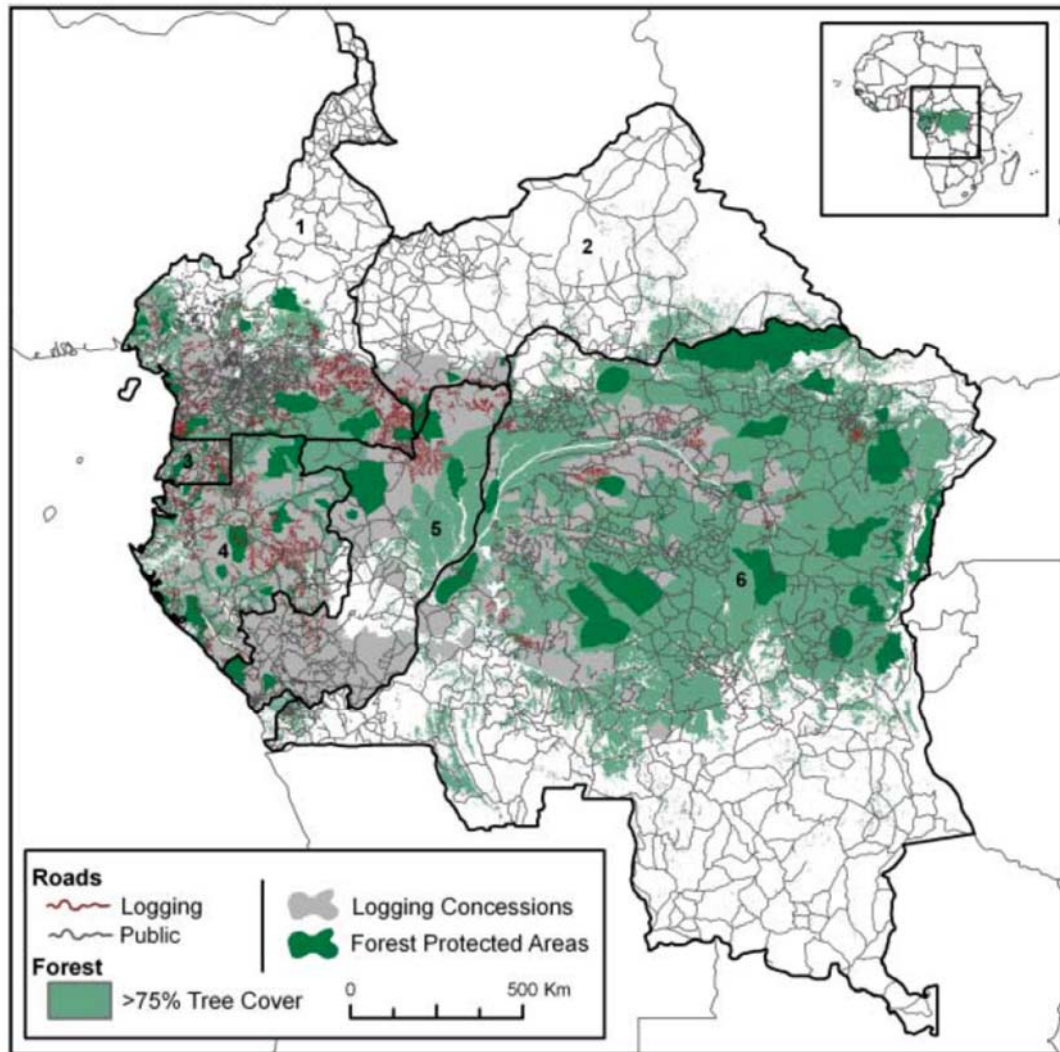 1
2
3
4
5
6
Roads
Logging
Public
Forest
>75% Tree Cover
Logging Concessions
Forest Protected Areas
0 500 Km